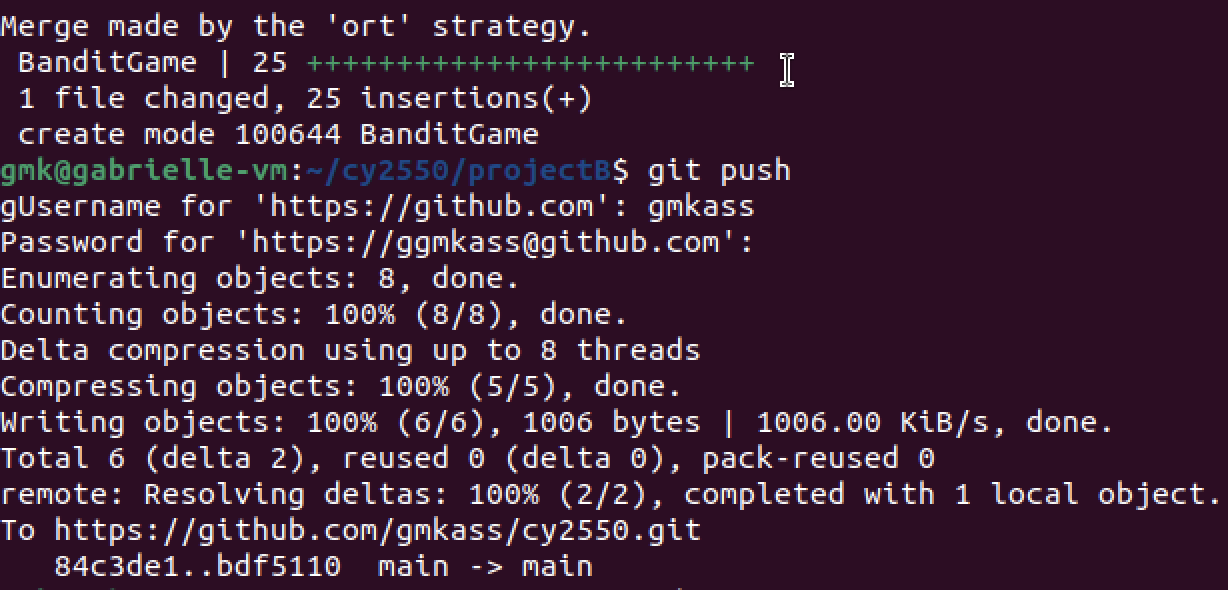 Merge made by the 'ort' strategy.
 BanditGame | 25 +++++++++++++++++++++++++
 1 file changed, 25 insertions(+)
 create mode 100644 BanditGame
gmk@gabrielle-vm:~/cy2550/projectB$ git push
gUsername for 'https://github.com': gmkass
Password for 'https://ggmkass@github.com':
Enumerating objects: 8, done.
Counting objects: 100% (8/8), done.
Delta compression using up to 8 threads
Compressing objects: 100% (5/5), done.
Writing objects: 100% (6/6), 1006 bytes | 1006.00 KiB/s, done.
Total 6 (delta 2), reused 0 (delta 0), pack-reused 0
remote: Resolving deltas: 100% (2/2), completed with 1 local object.
To https://github.com/gmkass/cy2550.git
   84c3de1..bdf5110  main -> main